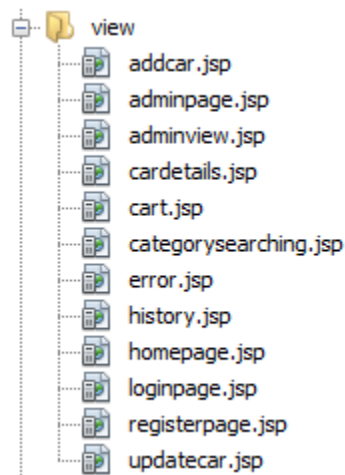 view
addcar.jsp
adminpage.jsp
adminview.jsp
cardetails.jsp
cart.jsp
categorysearching.jsp
error.jsp
history.jsp
homepage.jsp
loginpage.jsp
registerpage.jsp
updatecar.jsp